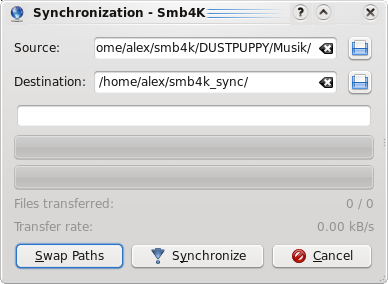 Synchronization - Smb4K
Source: ome/alex/smb4k/DUSTPUPPY/Musik/
Destination: /home/alex/smb4k_sync/
Files transferred: 0 / 0
Transfer rate: 0.00 kB/s
Swap Paths Synchronize Cancel